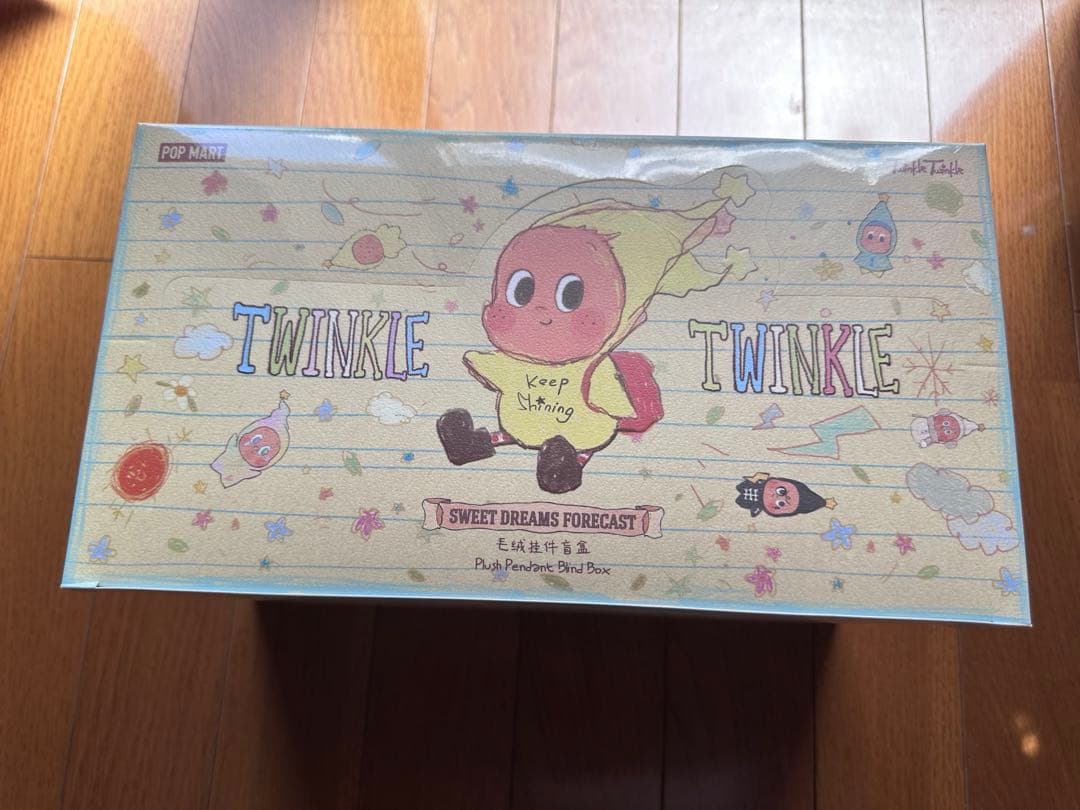 POP MART
Twinkle Twinkle
TWINKLE
TWINKLE
Keep
Shining
SWEET DREAMS FORECAST
毛绒挂件盲盒
Plush Pendant Blind Box